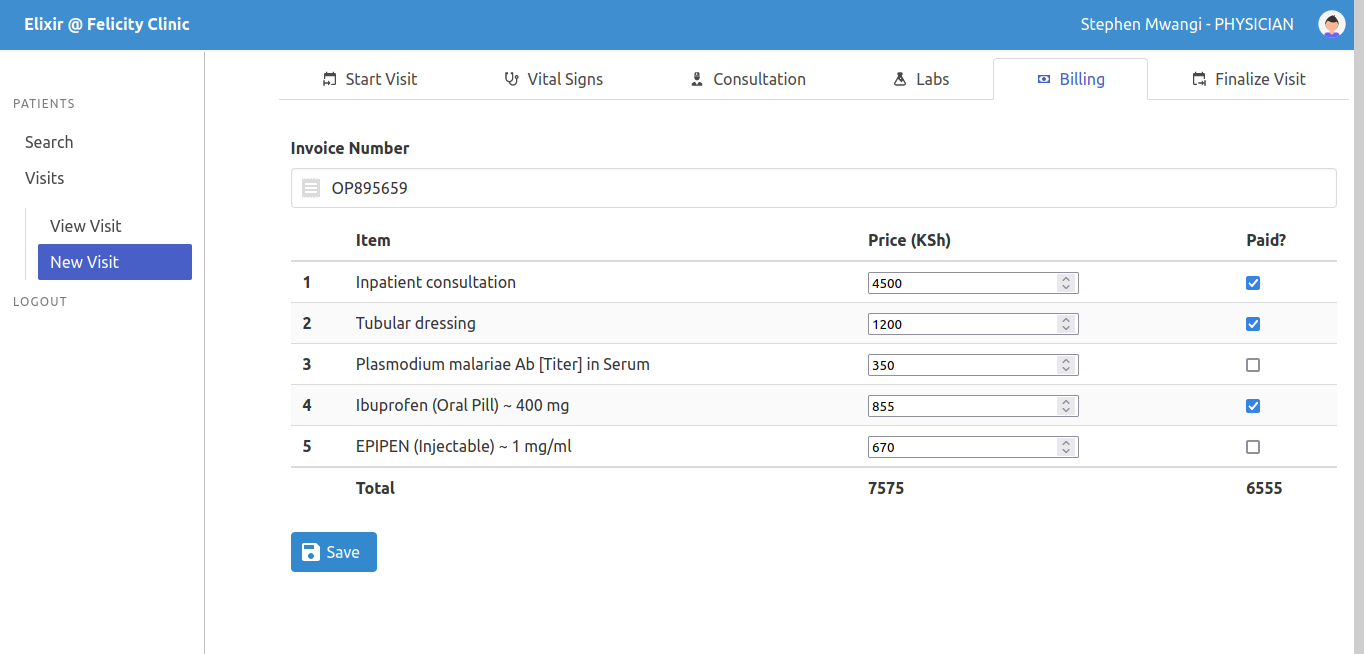 Elixir @ Felicity Clinic
Stephen Mwangi - PHYSICIAN
PATIENTS
Search
Visits
View Visit
New Visit
LOGOUT
Start Visit Vital Signs Consultation Labs Billing Finalize Visit
Invoice Number
OP895659
Item Price (KSh) Paid?
1 Inpatient consultation 4500
2 Tubular dressing 1200
3 Plasmodium malariae Ab [Titer] in Serum 350
4 Ibuprofen (Oral Pill) ~ 400 mg 855
5 EPIPEN (Injectable) ~ 1 mg/ml 670
Total 7575 6555
Save